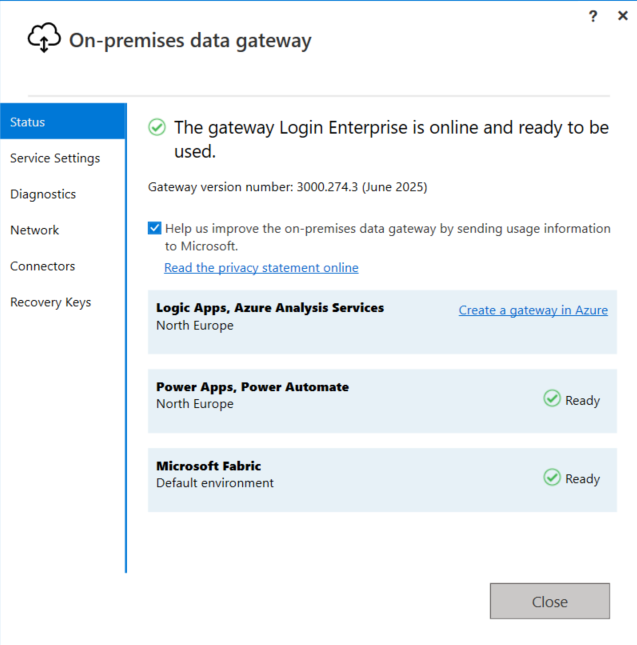 ? ×
On-premises data gateway
Status
Service Settings
Diagnostics
Network
Connectors
Recovery Keys
The gateway Login Enterprise is online and ready to be
used.
Gateway version number: 3000.274.3 (June 2025)
Help us improve the on-premises data gateway by sending usage information
to Microsoft.
Read the privacy statement online
Logic Apps, Azure Analysis Services
North Europe
Create a gateway in Azure
Power Apps, Power Automate
North Europe
Ready
Microsoft Fabric
Default environment
Ready
Close